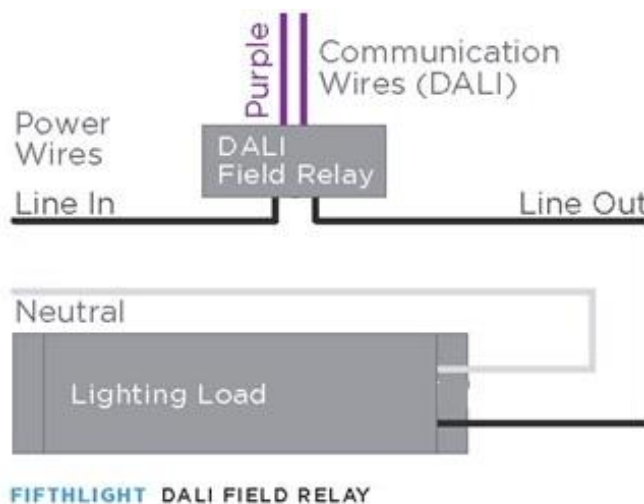 Purple
Communication
Wires (DALI)
Power
Wires
DALI
Field Relay
Line In
Line Out
Neutral
Lighting Load
FIFTHLIGHT DALI FIELD RELAY